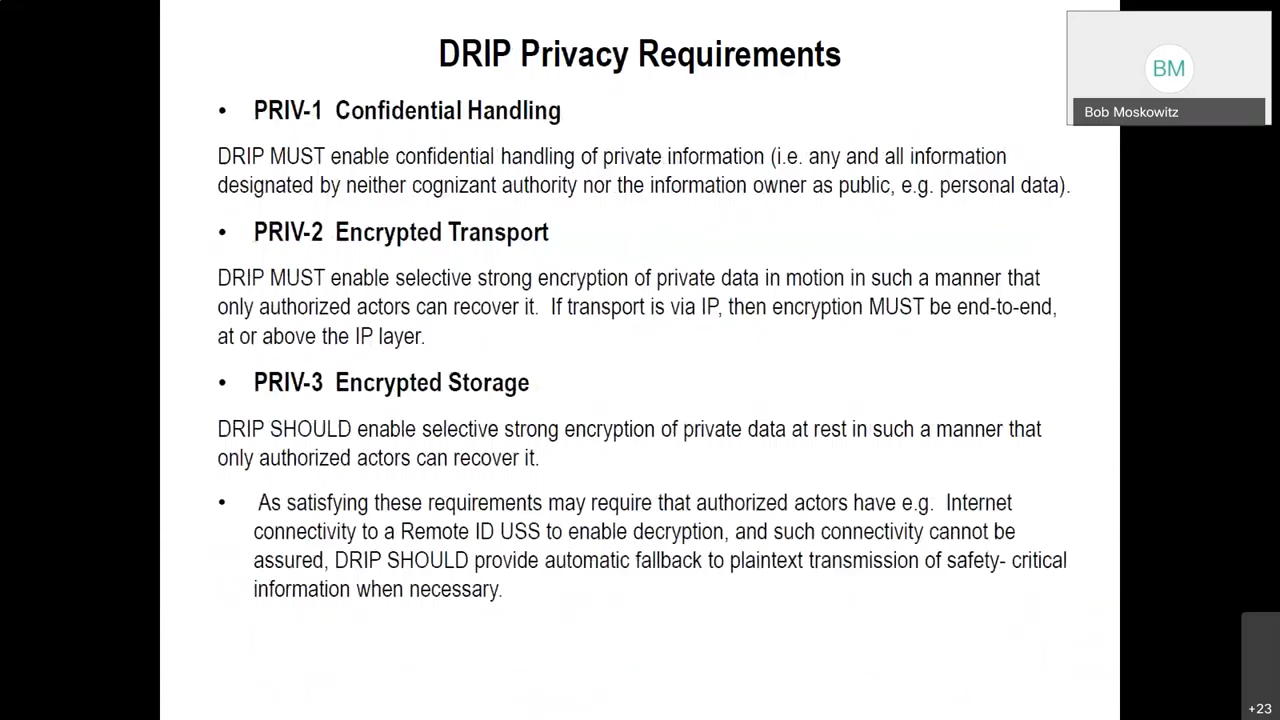 DRIP Privacy Requirements
• PRIV-1 Confidential Handling
DRIP MUST enable confidential handling of private information (i.e. any and all information
designated by neither cognizant authority nor the information owner as public, e.g. personal data).
• PRIV-2 Encrypted Transport
DRIP MUST enable selective strong encryption of private data in motion in such a manner that
only authorized actors can recover it. If transport is via IP, then encryption MUST be end-to-end,
at or above the IP layer.
• PRIV-3 Encrypted Storage
DRIP SHOULD enable selective strong encryption of private data at rest in such a manner that
only authorized actors can recover it.
• As satisfying these requirements may require that authorized actors have e.g. Internet
connectivity to a Remote ID USS to enable decryption, and such connectivity cannot be
assured, DRIP SHOULD provide automatic fallback to plaintext transmission of safety- critical
information when necessary.
BM
Bob Moskowitz
+23